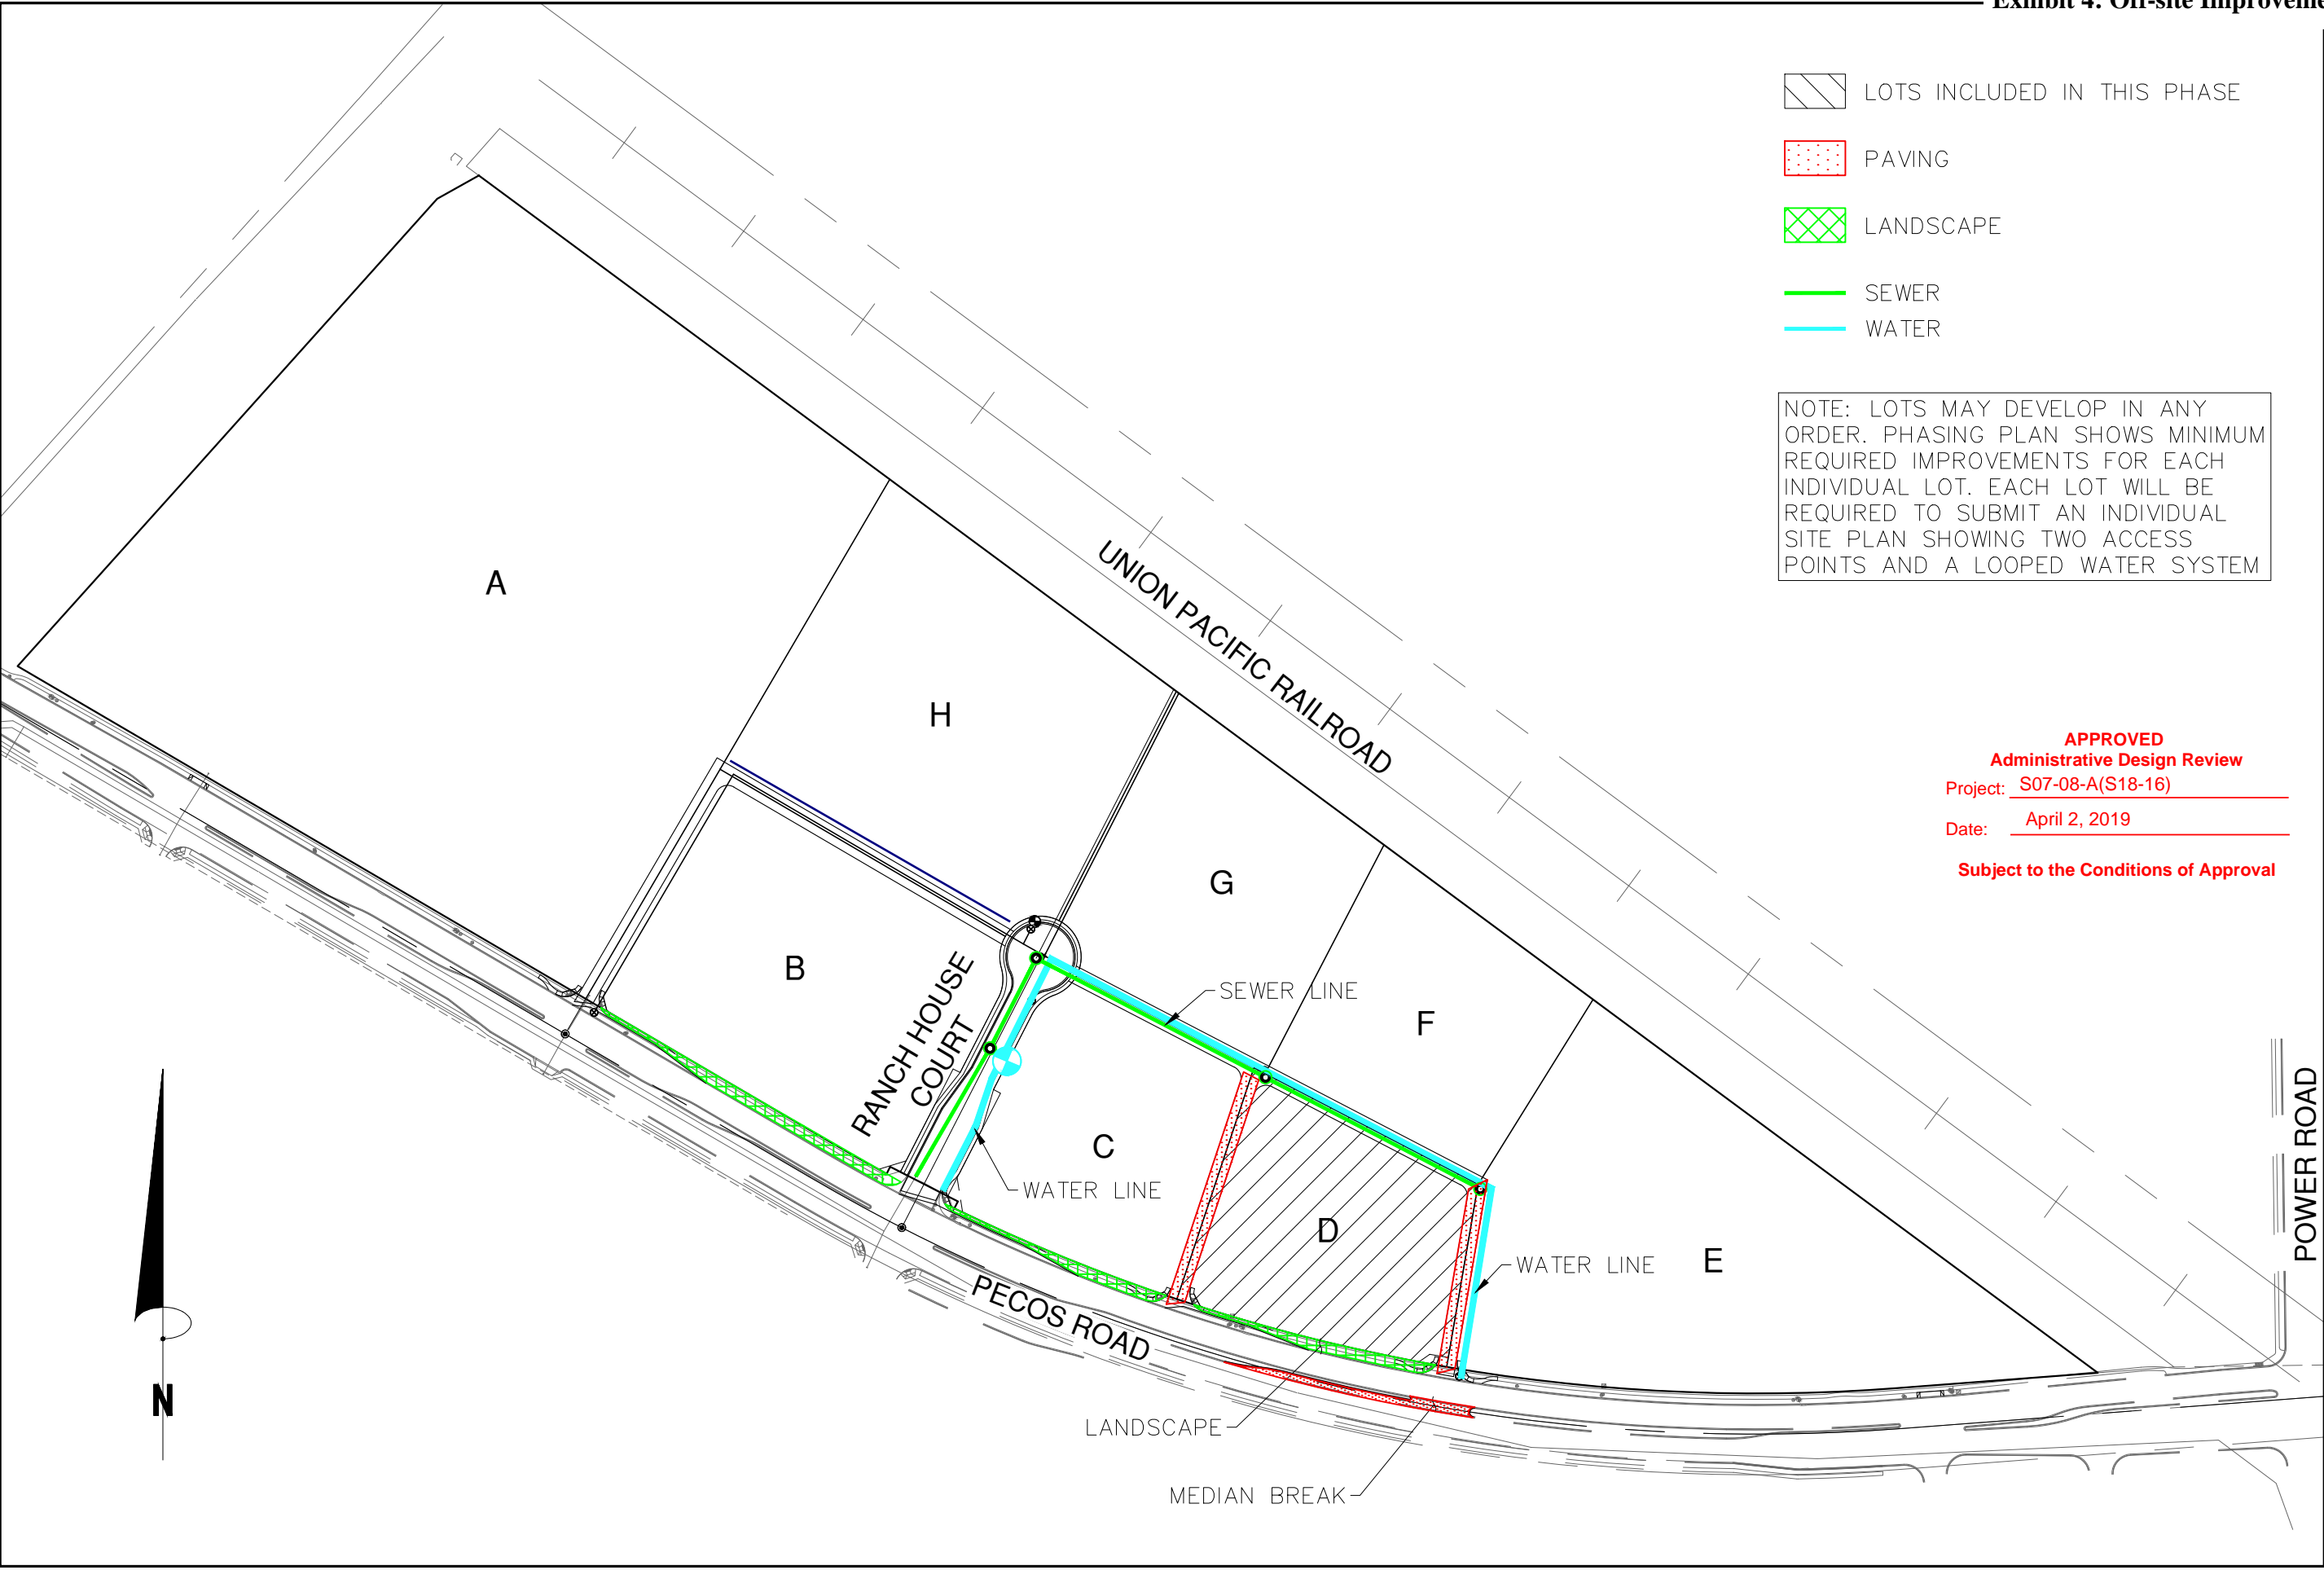 Exhibit 4: Off-site
LOTS INCLUDED IN THIS PHASE
PAVING
LANDSCAPE
SEWER
WATER
NOTE: LOTS MAY DEVELOP IN ANY
ORDER. PHASING PLAN SHOWS MINIMUM
REQUIRED IMPROVEMENTS FOR EACH
INDIVIDUAL LOT. EACH LOT WILL BE
REQUIRED TO SUBMIT AN INDIVIDUAL
SITE PLAN SHOWING TWO ACCESS
POINTS AND A LOOPED WATER SYSTEM
A
UNION PACIFIC RAILROAD
H
APPROVED
Administrative Design Review
Project: S07-08-A(S18-16)
Date: April 2, 2019
Subject to the Conditions of Approval
G
B
RANCH HOUSE
COURT
SEWER LINE
F
C
WATER LINE
D
WATER LINE
E
POWER ROAD
PECOS ROAD
N
LANDSCAPE
MEDIAN BREAK